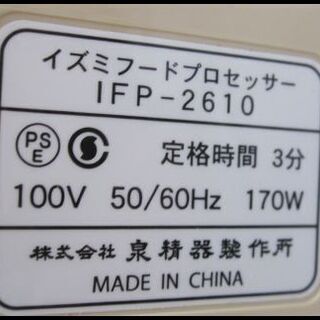 イズミフードプロセッサー
IFP-2610
PS
E
定格時間 3分
100V 50/60Hz 170W
株式会社 泉精器製作所
MADE IN CHINA